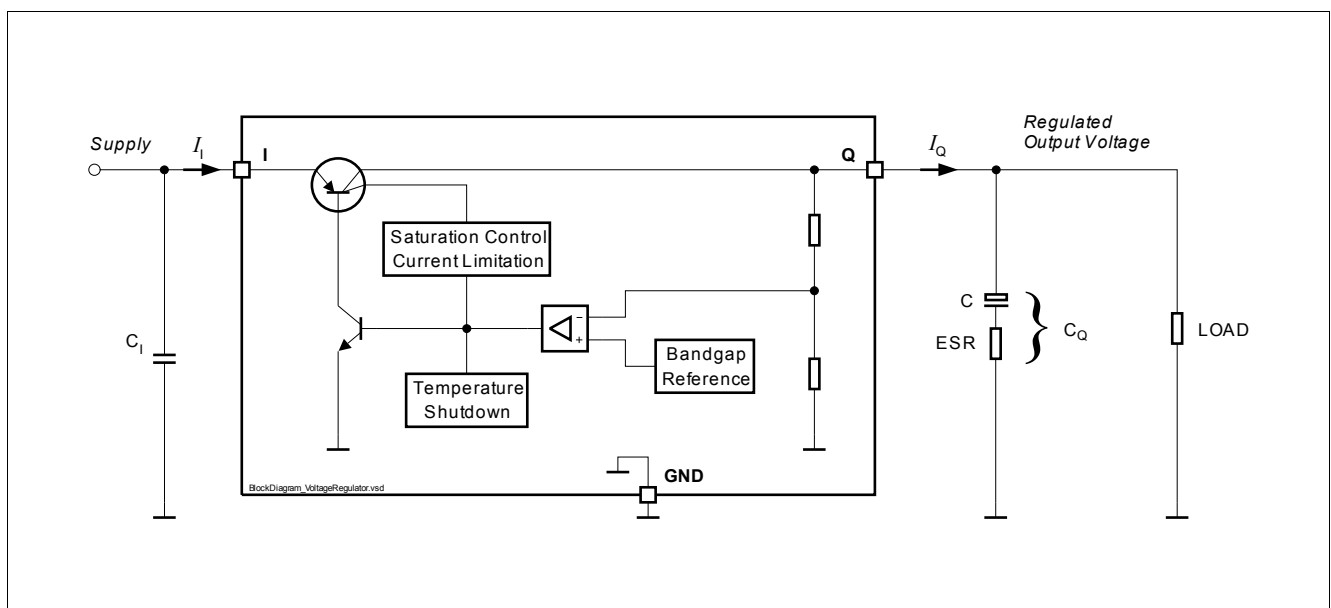 Supply
I_I
I
Q
I_Q
Regulated
Output Voltage
Saturation Control
Current Limitation
C_I
−
+
Bandgap
Reference
Temperature
Shutdown
C
ESR
C_Q
LOAD
GND
BlockDiagram_VoltageRegulator.vsd